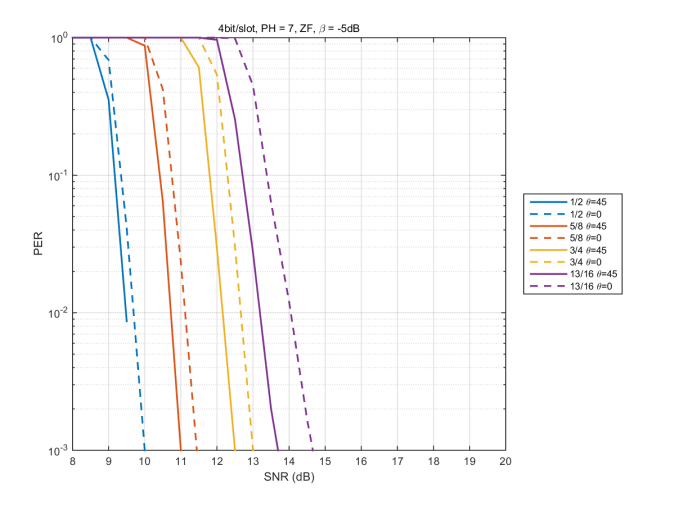 4bit/slot, PH = 7, ZF, β = -5dB
10^0
10^-1
10^-2
10^-3
PER
8 9 10 11 12 13 14 15 16 17 18 19 20
SNR (dB)
1/2 θ=45
1/2 θ=0
5/8 θ=45
5/8 θ=0
3/4 θ=45
3/4 θ=0
13/16 θ=45
13/16 θ=0